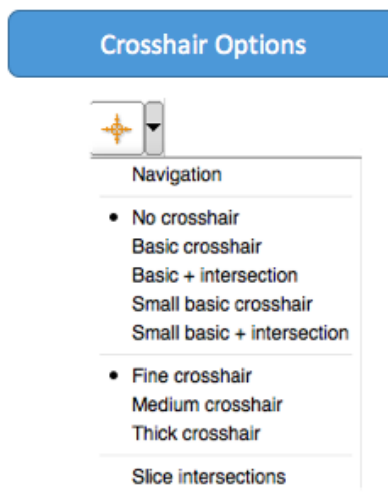 Crosshair Options
Navigation
No crosshair
Basic crosshair
Basic + intersection
Small basic crosshair
Small basic + intersection
Fine crosshair
Medium crosshair
Thick crosshair
Slice intersections